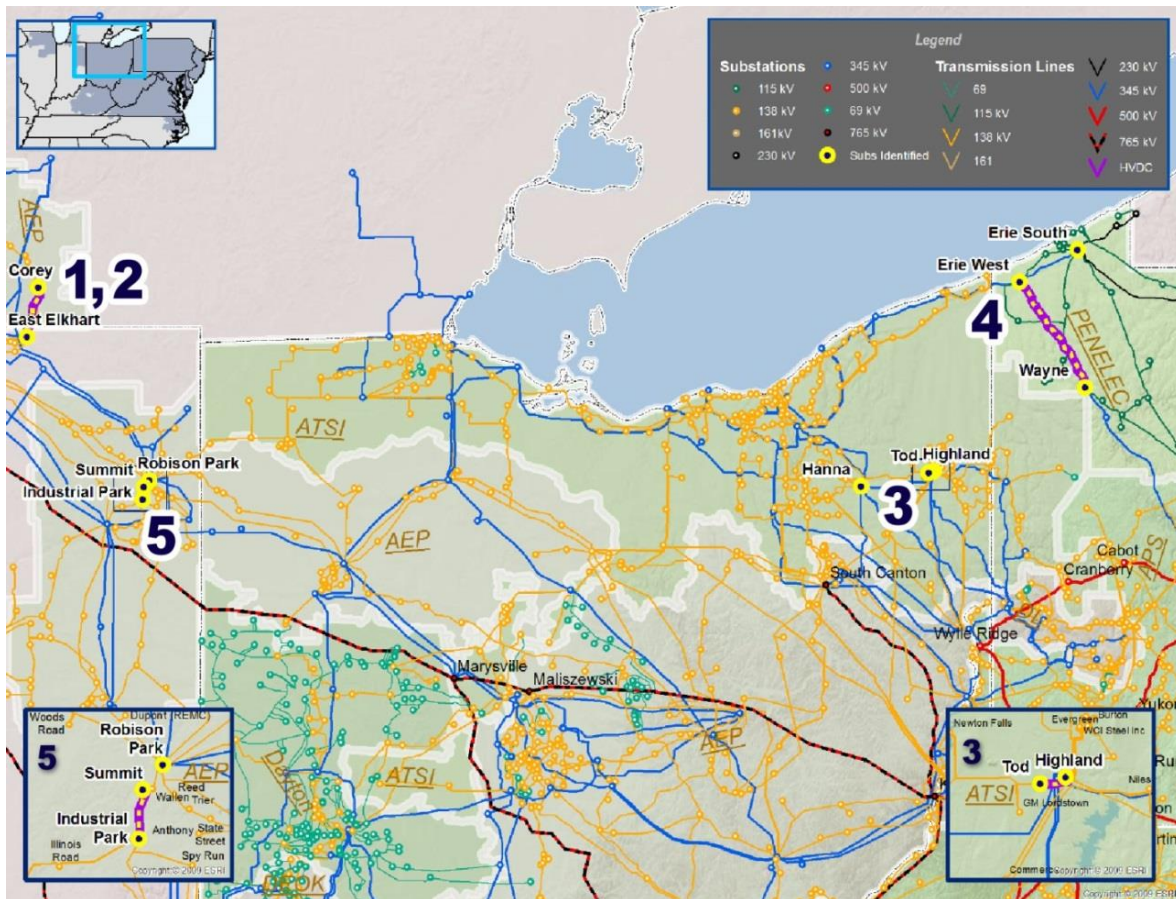 Legend
Substations
115 kV
138 kV
161kV
230 kV
345 kV
500 kV
69 kV
765 kV
Subs Identified
Transmission Lines
69
115 kV
138 kV
161
230 kV
345 kV
500 kV
765 kV
HVDC
AEP
Corey
1, 2
East Elkhart
Erie South
Erie West
4
PENELEC
Wayne
ATSI
Summit
Robison Park
Industrial Park
5
Hanna
Tod
Highland
3
AEP
South Canton
Cabot
Cranberry
APS
Wylie Ridge
Marysville
Maliszewski
AEP
ATSI
Dayton
DEOK
Yukon
5
Woods
Road
Dupont (REMC)
Robison
Park
Summit
AEP
Reed
Wallen
Trier
Industrial
Park
Anthony
State
Street
Illinois
Road
Spy Run
Copyright © 2009 ESRI
3
Newton Falls
Evergreen
Burton
WCI Steel Inc
Tod
Highland
Niles
ATSI
GM Lordstown
Copyright © 2009 ESRI
Copyright © 2009 ESRI